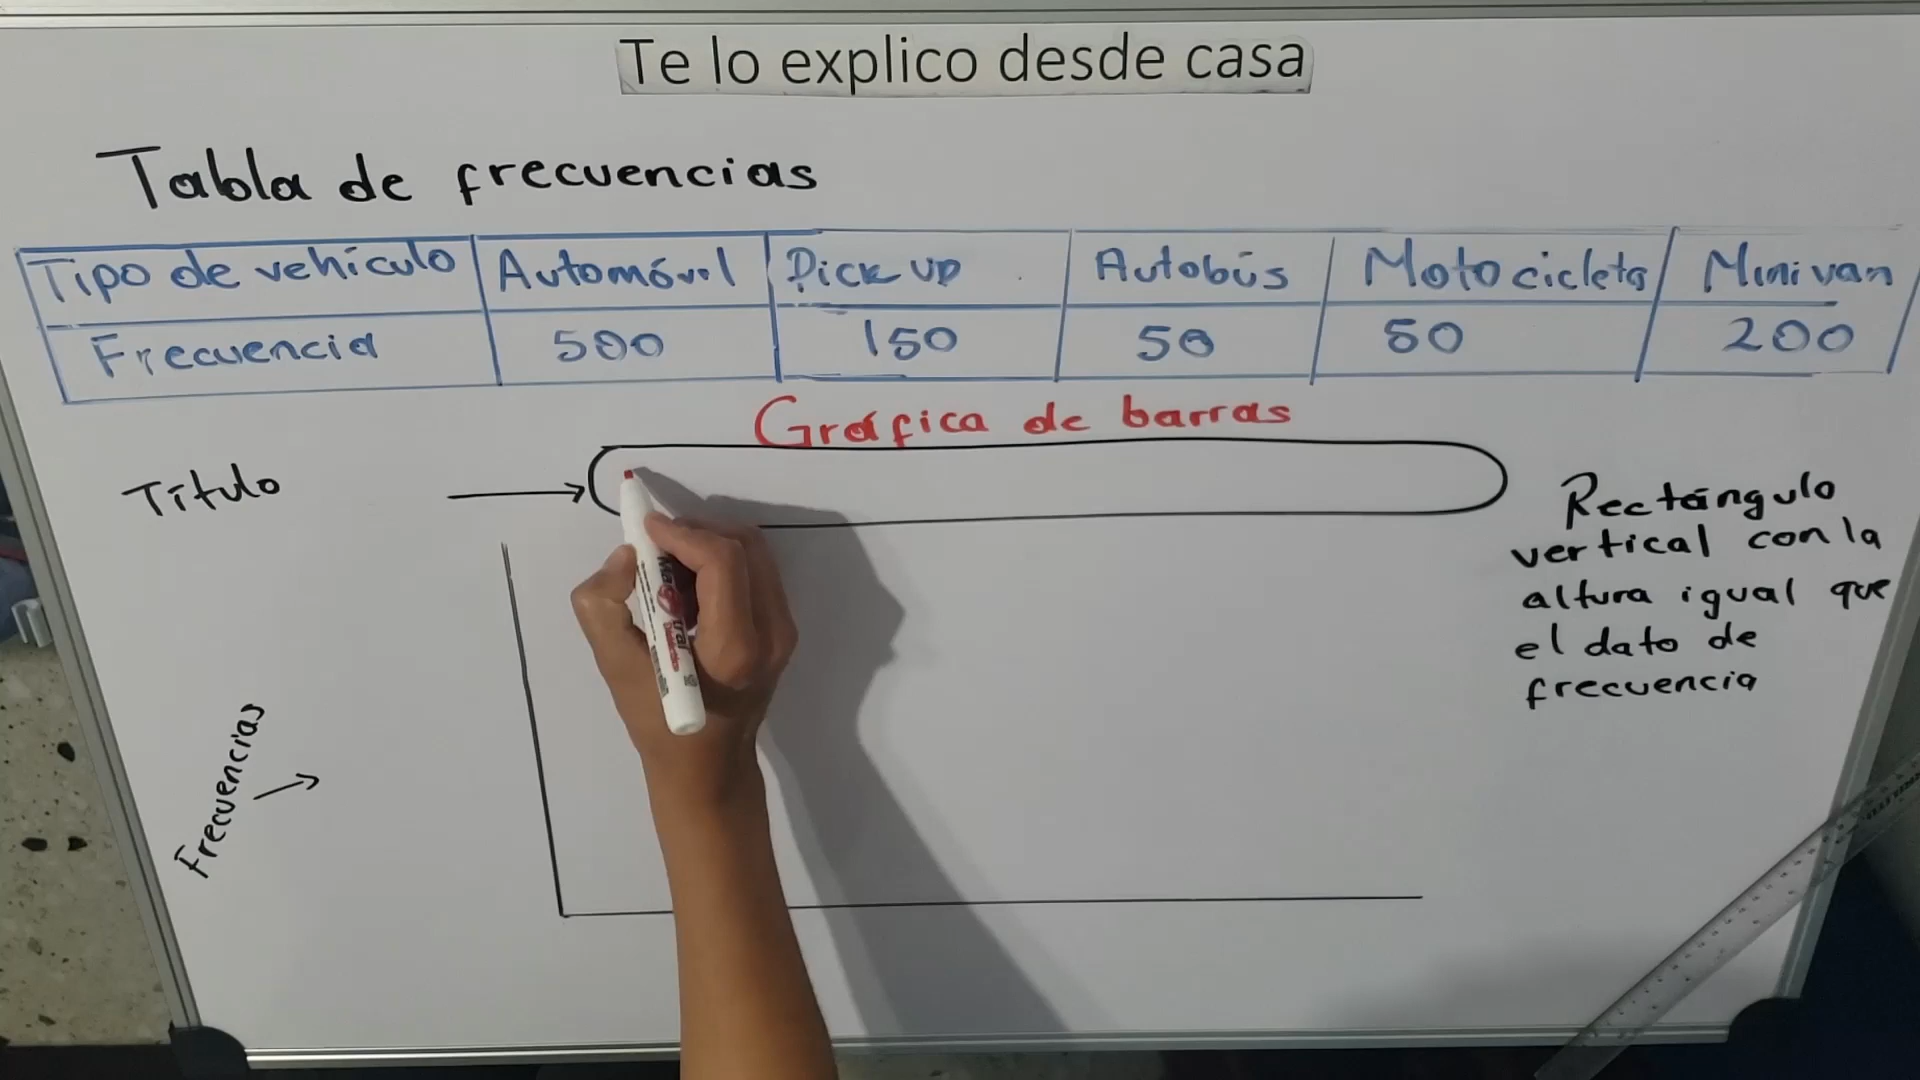 Te lo explico desde casa
Tabla de frecuencias
Tipo de vehículo Automóvil Pick up Autobús Motocicleta Minivan
Frecuencia 500 150 50 50 200
Gráfica de barras
Título
Rectángulo
vertical con la
altura igual que
el dato de
frecuencia
Frecuencias